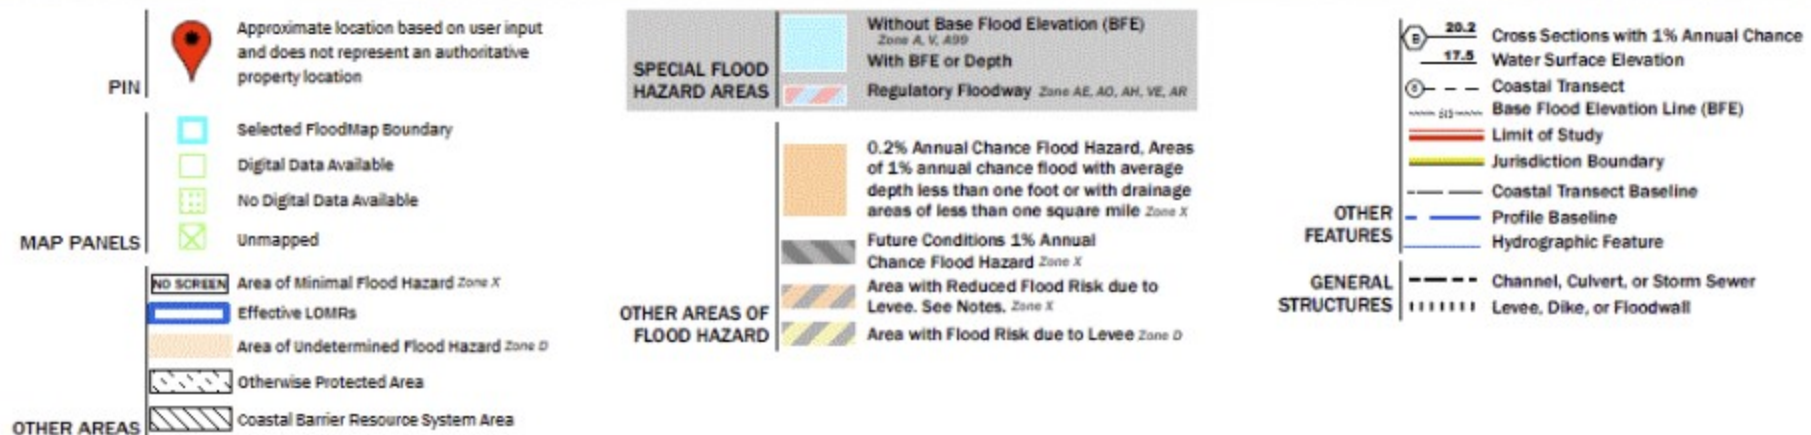 PIN
Approximate location based on user input
and does not represent an authoritative
property location
MAP PANELS
Selected FloodMap Boundary
Digital Data Available
No Digital Data Available
Unmapped
OTHER AREAS
NO SCREEN Area of Minimal Flood Hazard Zone X
Effective LOMRs
Area of Undetermined Flood Hazard Zone D
Otherwise Protected Area
Coastal Barrier Resource System Area
SPECIAL FLOOD
HAZARD AREAS
Without Base Flood Elevation (BFE)
Zone A, V, A99
With BFE or Depth
Regulatory Floodway Zone AE, AO, AH, VE, AR
OTHER AREAS OF
FLOOD HAZARD
0.2% Annual Chance Flood Hazard, Areas
of 1% annual chance flood with average
depth less than one foot or with drainage
areas of less than one square mile Zone X
Future Conditions 1% Annual
Chance Flood Hazard Zone X
Area with Reduced Flood Risk due to
Levee. See Notes. Zone X
Area with Flood Risk due to Levee Zone D
OTHER
FEATURES
B 20.2 Cross Sections with 1% Annual Chance
17.5 Water Surface Elevation
8 Coastal Transect
513 Base Flood Elevation Line (BFE)
Limit of Study
Jurisdiction Boundary
Coastal Transect Baseline
Profile Baseline
Hydrographic Feature
GENERAL
STRUCTURES
Channel, Culvert, or Storm Sewer
Levee, Dike, or Floodwall